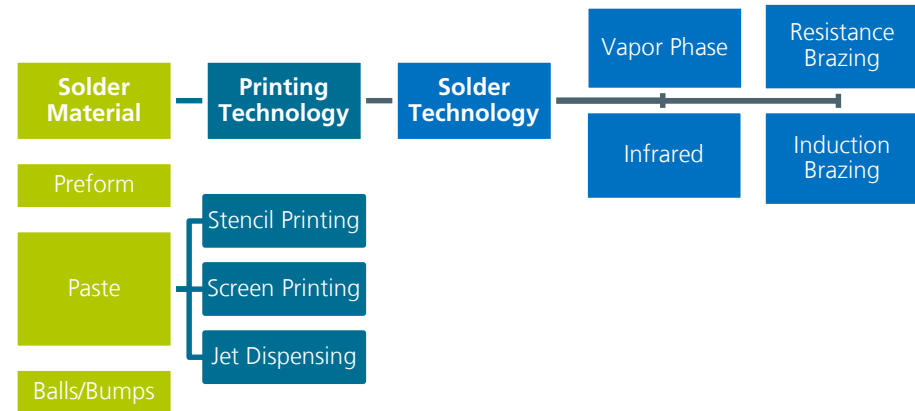 Solder
Material
Printing
Technology
Solder
Technology
Vapor Phase
Resistance
Brazing
Infrared
Induction
Brazing
Preform
Paste
Balls/Bumps
Stencil Printing
Screen Printing
Jet Dispensing